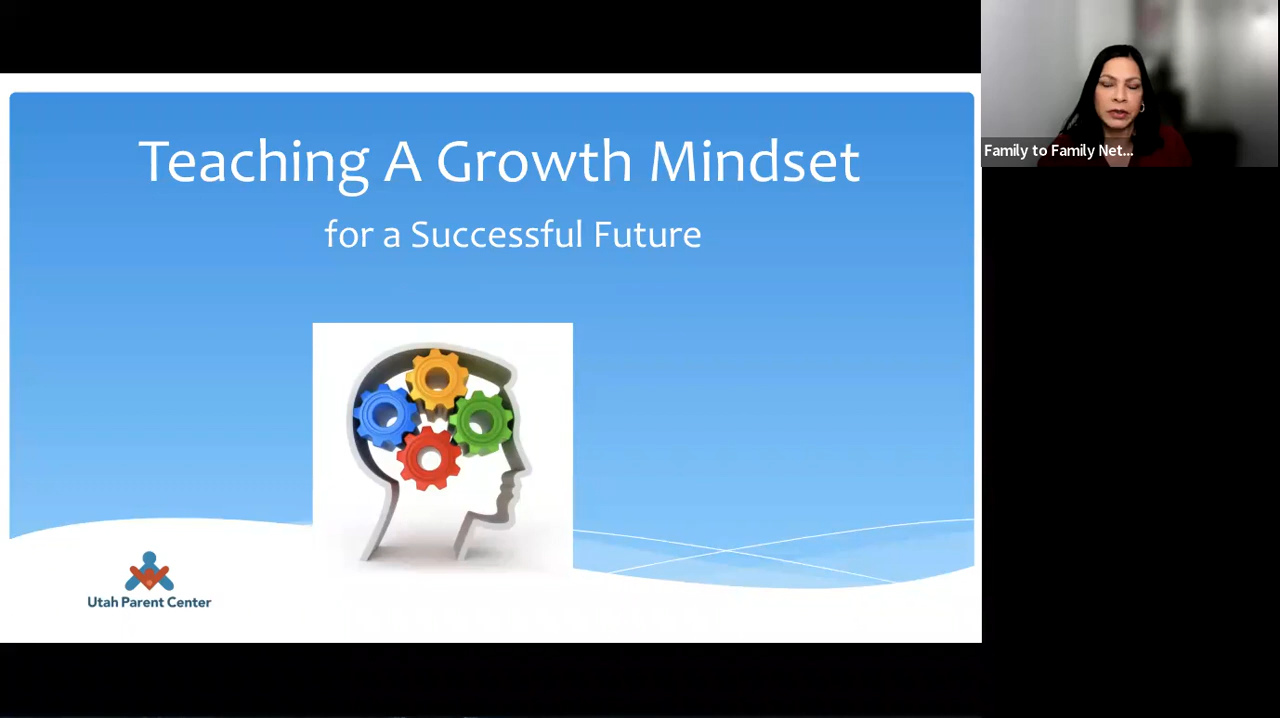 Teaching A Growth Mindset
for a Successful Future
Family to Family Net...
Utah Parent Center